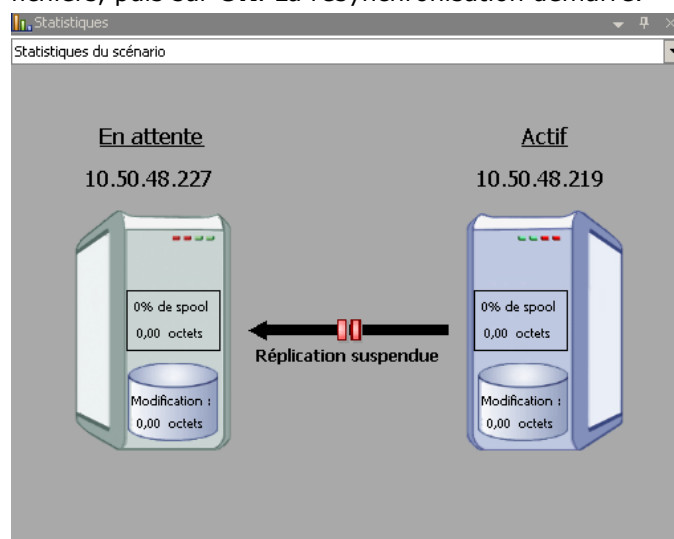 Statistiques
Statistiques du scénario
En attente
Actif
10.50.48.227
10.50.48.219
0% de spool
0,00 octets
0% de spool
0,00 octets
Réplication suspendue
Modification :
0,00 octets
Modification :
0,00 octets